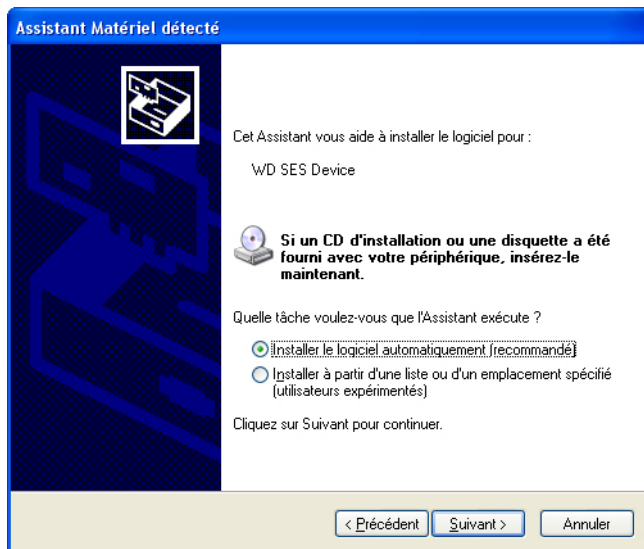 Assistant Matériel détecté
Cet Assistant vous aide à installer le logiciel pour :
WD SES Device
Si un CD d'installation ou une disquette a été
fourni avec votre périphérique, insérez-le
maintenant.
Quelle tâche voulez-vous que l'Assistant exécute ?
Installer le logiciel automatiquement (recommandé)
Installer à partir d'une liste ou d'un emplacement spécifié
(utilisateurs expérimentés)
Cliquez sur Suivant pour continuer.
< Précédent Suivant > Annuler